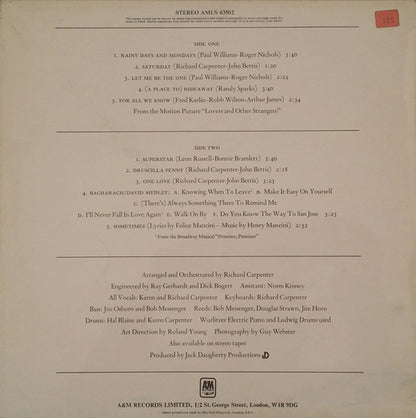 STEREO AMLS 63502
SIDE ONE
1. RAINY DAYS AND MONDAYS (Paul Williams-Roger Nichols) 3:40
2. SATURDAY (Richard Carpenter-John Bettis) 1:20
3. LET ME BE THE ONE (Paul Williams-Roger Nichols) 2:25
4. (A PLACE TO) HIDEAWAY (Randy Sparks) 3:40
5. FOR ALL WE KNOW (Fred Karlin-Robb Wilson-Arthur James) 2:34
From the Motion Picture "Lovers and Other Strangers"
SIDE TWO
1. SUPERSTAR (Leon Russell-Bonnie Bramlett) 3:49
2. DRUSCILLA PENNY (Richard Carpenter-John Bettis) 2:18
3. ONE LOVE (Richard Carpenter-John Bettis) 3:23
4. BACHARACH/DAVID MEDLEY: A. Knowing When To Leave* B. Make It Easy On Yourself
C. (There's) Always Something There To Remind Me
D. I'll Never Fall In Love Again* E. Walk On By F. Do You Know The Way To San Jose 5:25
5. SOMETIMES (Lyrics by Felice Mancini – Music by Henry Mancini) 2:52
*From the Broadway Musical "Promises, Promises"
Arranged and Orchestrated by Richard Carpenter
Engineered by Ray Gerhardt and Dick Bogert Assistant: Norm Kinney
All Vocals: Karen and Richard Carpenter Keyboards: Richard Carpenter
Bass: Joe Osborn and Bob Messenger Reeds: Bob Messenger, Douglas Strawn, Jim Horn
Drums: Hal Blaine and Karen Carpenter Wurlitzer Electric Piano and Ludwig Drums used
Art Direction by Roland Young Photography by Guy Webster
Also available on stereo tapes
Produced by Jack Daugherty Productions JD
A&M
RECORDS
A&M RECORDS LIMITED, 1/2 St. George Street, London, W1R 9DG